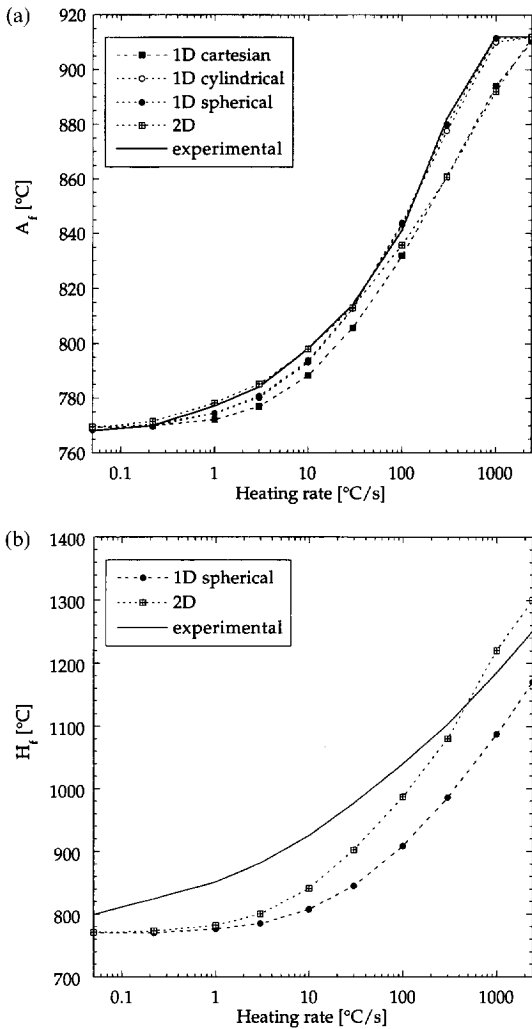 (a)
920
900
880
860
840
820
800
780
760
A_f [°C]
1D cartesian
1D cylindrical
1D spherical
2D
experimental
0.1
1
10
100
1000
Heating rate [°C/s]
(b)
1400
1300
1200
1100
1000
900
800
700
H_f [°C]
1D spherical
2D
experimental
0.1
1
10
100
1000
Heating rate [°C/s]